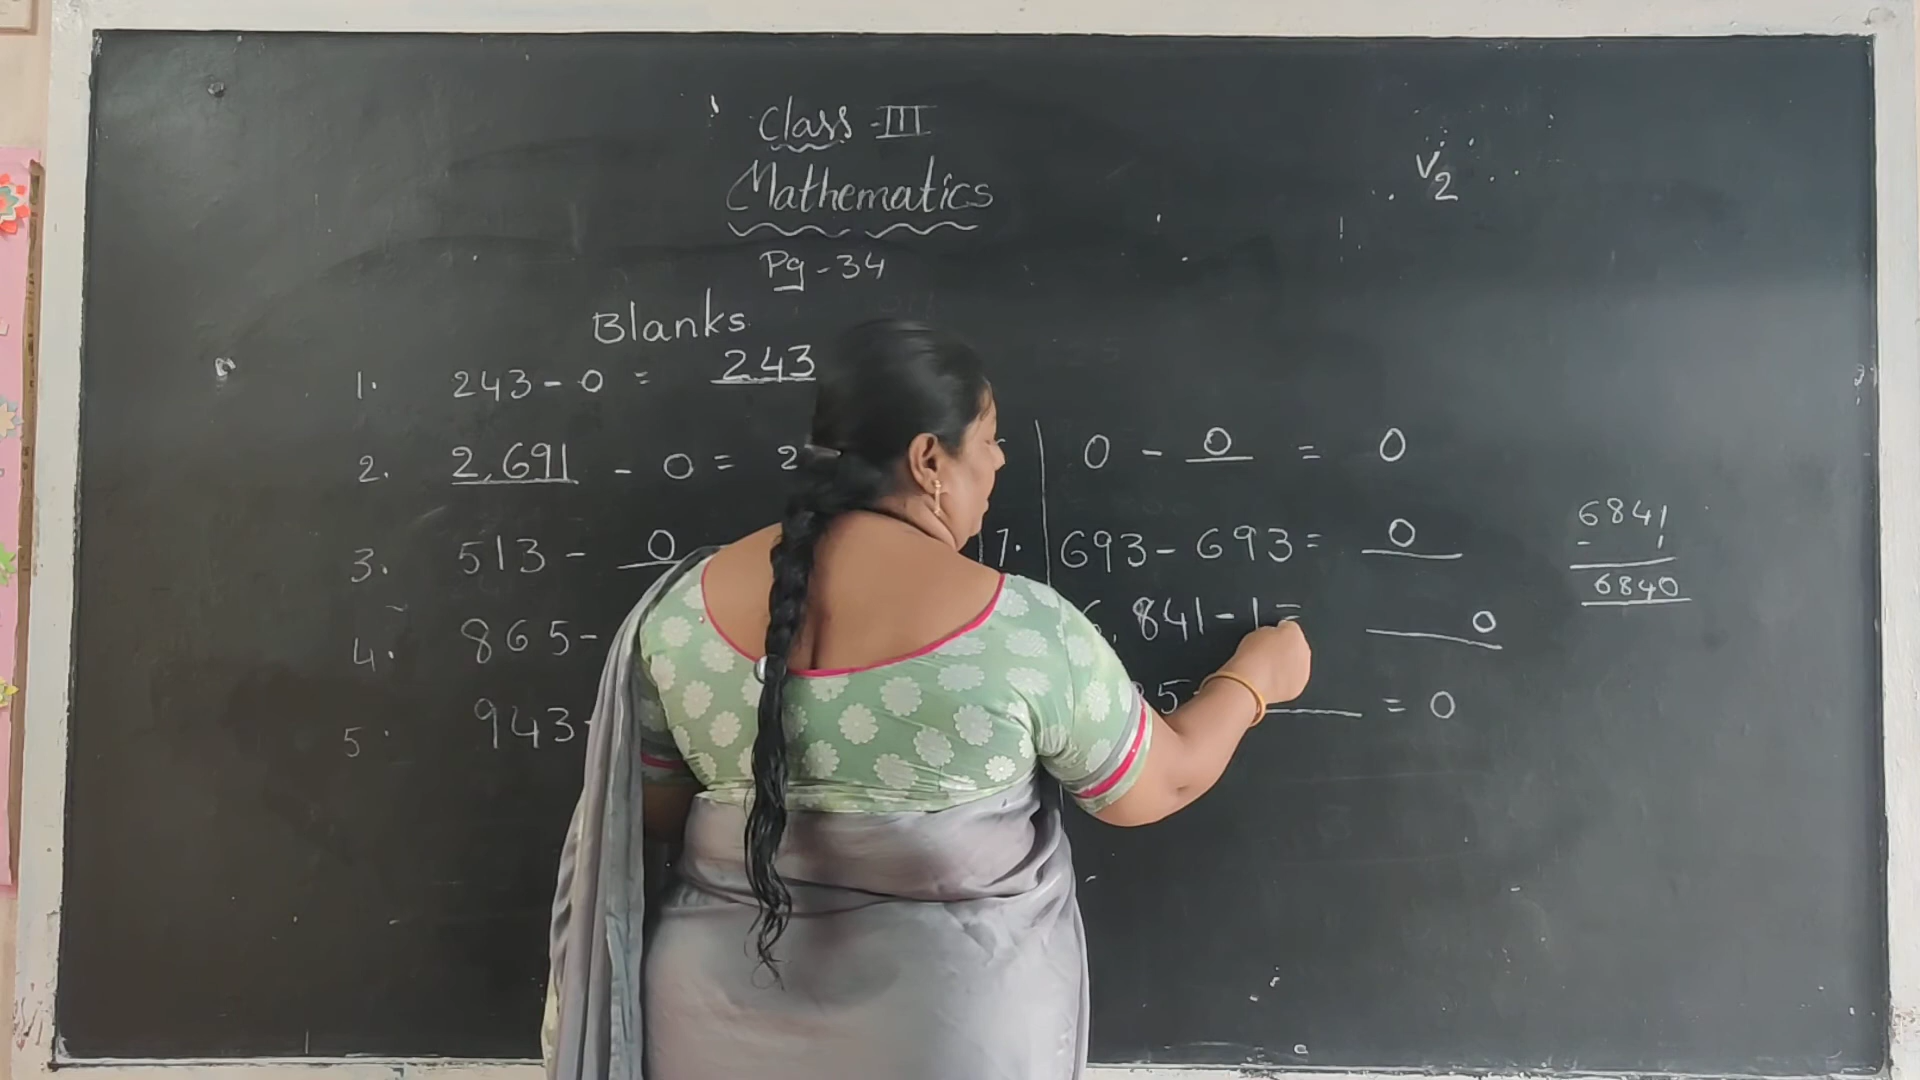 Class - III
Mathematics
Pg - 34
V2
Blanks
1. 243 - 0 = 243
2. 2,691 - 0 = 2
3. 513 - 0
4. 865 -
5. 943 -
0 - 0 = 0
7. 693 - 693 = 0
6,841 - 1 = 0
5 - ____ = 0
6841
- 1
6840